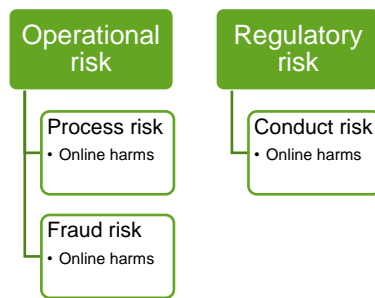 Operational
risk
Process risk
• Online harms
Fraud risk
• Online harms
Regulatory
risk
Conduct risk
• Online harms